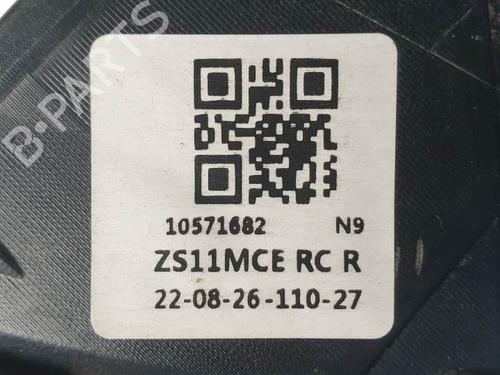 B-PARTS
10571682 N9
ZS11MCE RC R
22-08-26-110-27